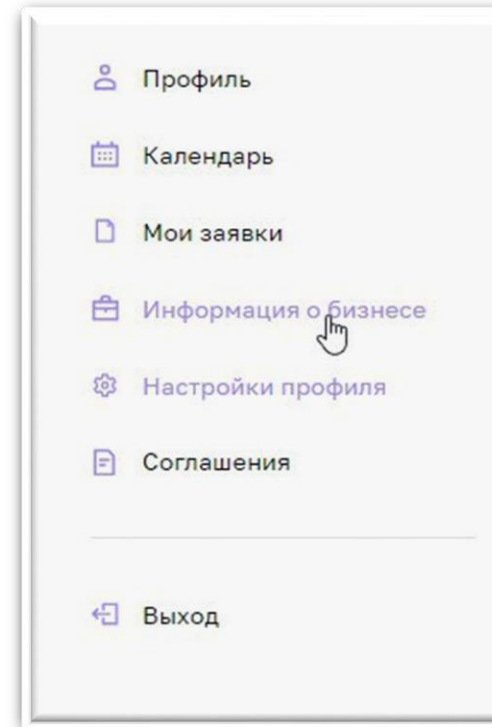 Профиль
Календарь
Мои заявки
Информация о бизнесе
Настройки профиля
Соглашения
Выход